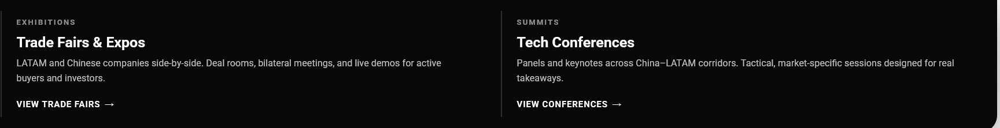 EXHIBITIONS
Trade Fairs & Expos
LATAM and Chinese companies side-by-side. Deal rooms, bilateral meetings, and live demos for active
buyers and investors.
VIEW TRADE FAIRS →
SUMMITS
Tech Conferences
Panels and keynotes across China–LATAM corridors. Tactical, market-specific sessions designed for real
takeaways.
VIEW CONFERENCES →